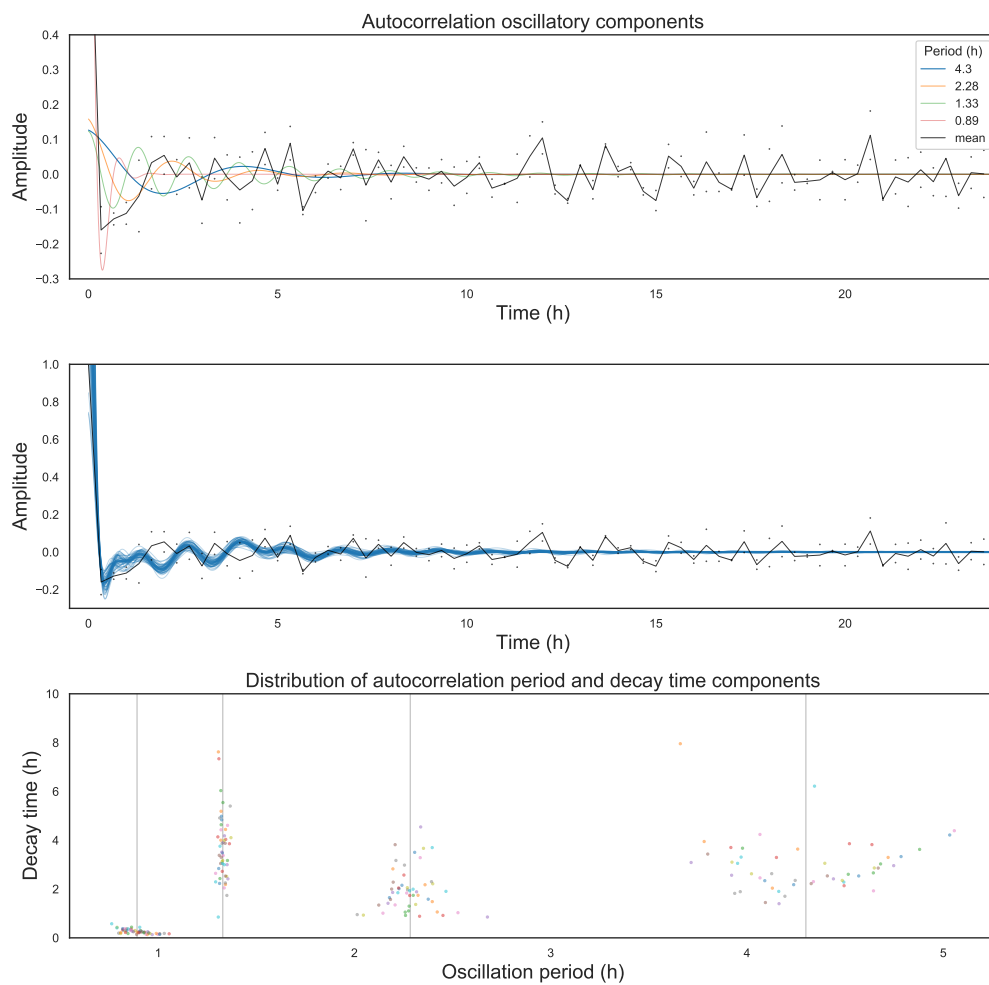 Autocorrelation oscillatory components
Amplitude
0.4
0.3
0.2
0.1
0.0
−0.1
−0.2
−0.3
Period (h)
4.3
2.28
1.33
0.89
mean
0 5 10 15 20
Time (h)
Amplitude
1.0
0.8
0.6
0.4
0.2
0.0
−0.2
0 5 10 15 20
Time (h)
Distribution of autocorrelation period and decay time components
Decay time (h)
10
8
6
4
2
0
1 2 3 4 5
Oscillation period (h)